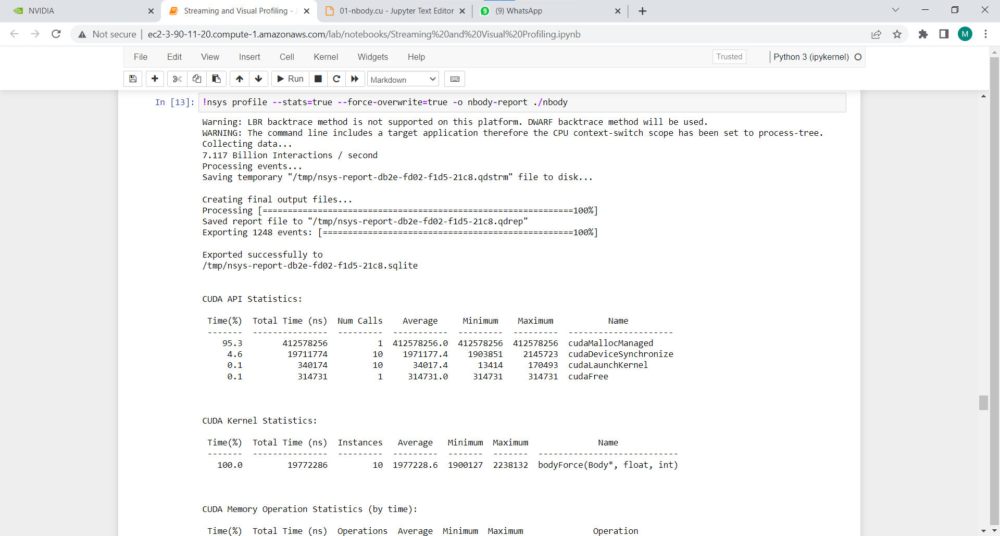 NVIDIA
Streaming and Visual Profiling - J
01-nbody.cu - Jupyter Text Editor
9 (9) WhatsApp
Not secure | ec2-3-90-11-20.compute-1.amazonaws.com/lab/notebooks/Streaming%20and%20Visual%20Profiling.ipynb
M
File Edit View Insert Cell Kernel Widgets Help Trusted Python 3 (ipykernel)
Run Markdown
In [13]: !nsys profile --stats=true --force-overwrite=true -o nbody-report ./nbody
Warning: LBR backtrace method is not supported on this platform. DWARF backtrace method will be used.
WARNING: The command line includes a target application therefore the CPU context-switch scope has been set to process-tree.
Collecting data...
7.117 Billion Interactions / second
Processing events...
Saving temporary "/tmp/nsys-report-db2e-fd02-f1d5-21c8.qdstrm" file to disk...
Creating final output files...
Processing [==============================================================100%]
Saved report file to "/tmp/nsys-report-db2e-fd02-f1d5-21c8.qdrep"
Exporting 1248 events: [==================================================100%]
Exported successfully to
/tmp/nsys-report-db2e-fd02-f1d5-21c8.sqlite
CUDA API Statistics:
Time(%) Total Time (ns) Num Calls Average Minimum Maximum Name
------- --------------- --------- ----------- --------- --------- ---------------------
95.3 412578256 1 412578256.0 412578256 412578256 cudaMallocManaged
4.6 19711774 10 1971177.4 1903851 2145723 cudaDeviceSynchronize
0.1 340174 10 34017.4 13414 170493 cudaLaunchKernel
0.1 314731 1 314731.0 314731 314731 cudaFree
CUDA Kernel Statistics:
Time(%) Total Time (ns) Instances Average Minimum Maximum Name
------- --------------- --------- --------- ------- ------- ----------------------------
100.0 19772286 10 1977228.6 1900127 2238132 bodyForce(Body*, float, int)
CUDA Memory Operation Statistics (by time):
Time(%) Total Time (ns) Operations Average Minimum Maximum Operation